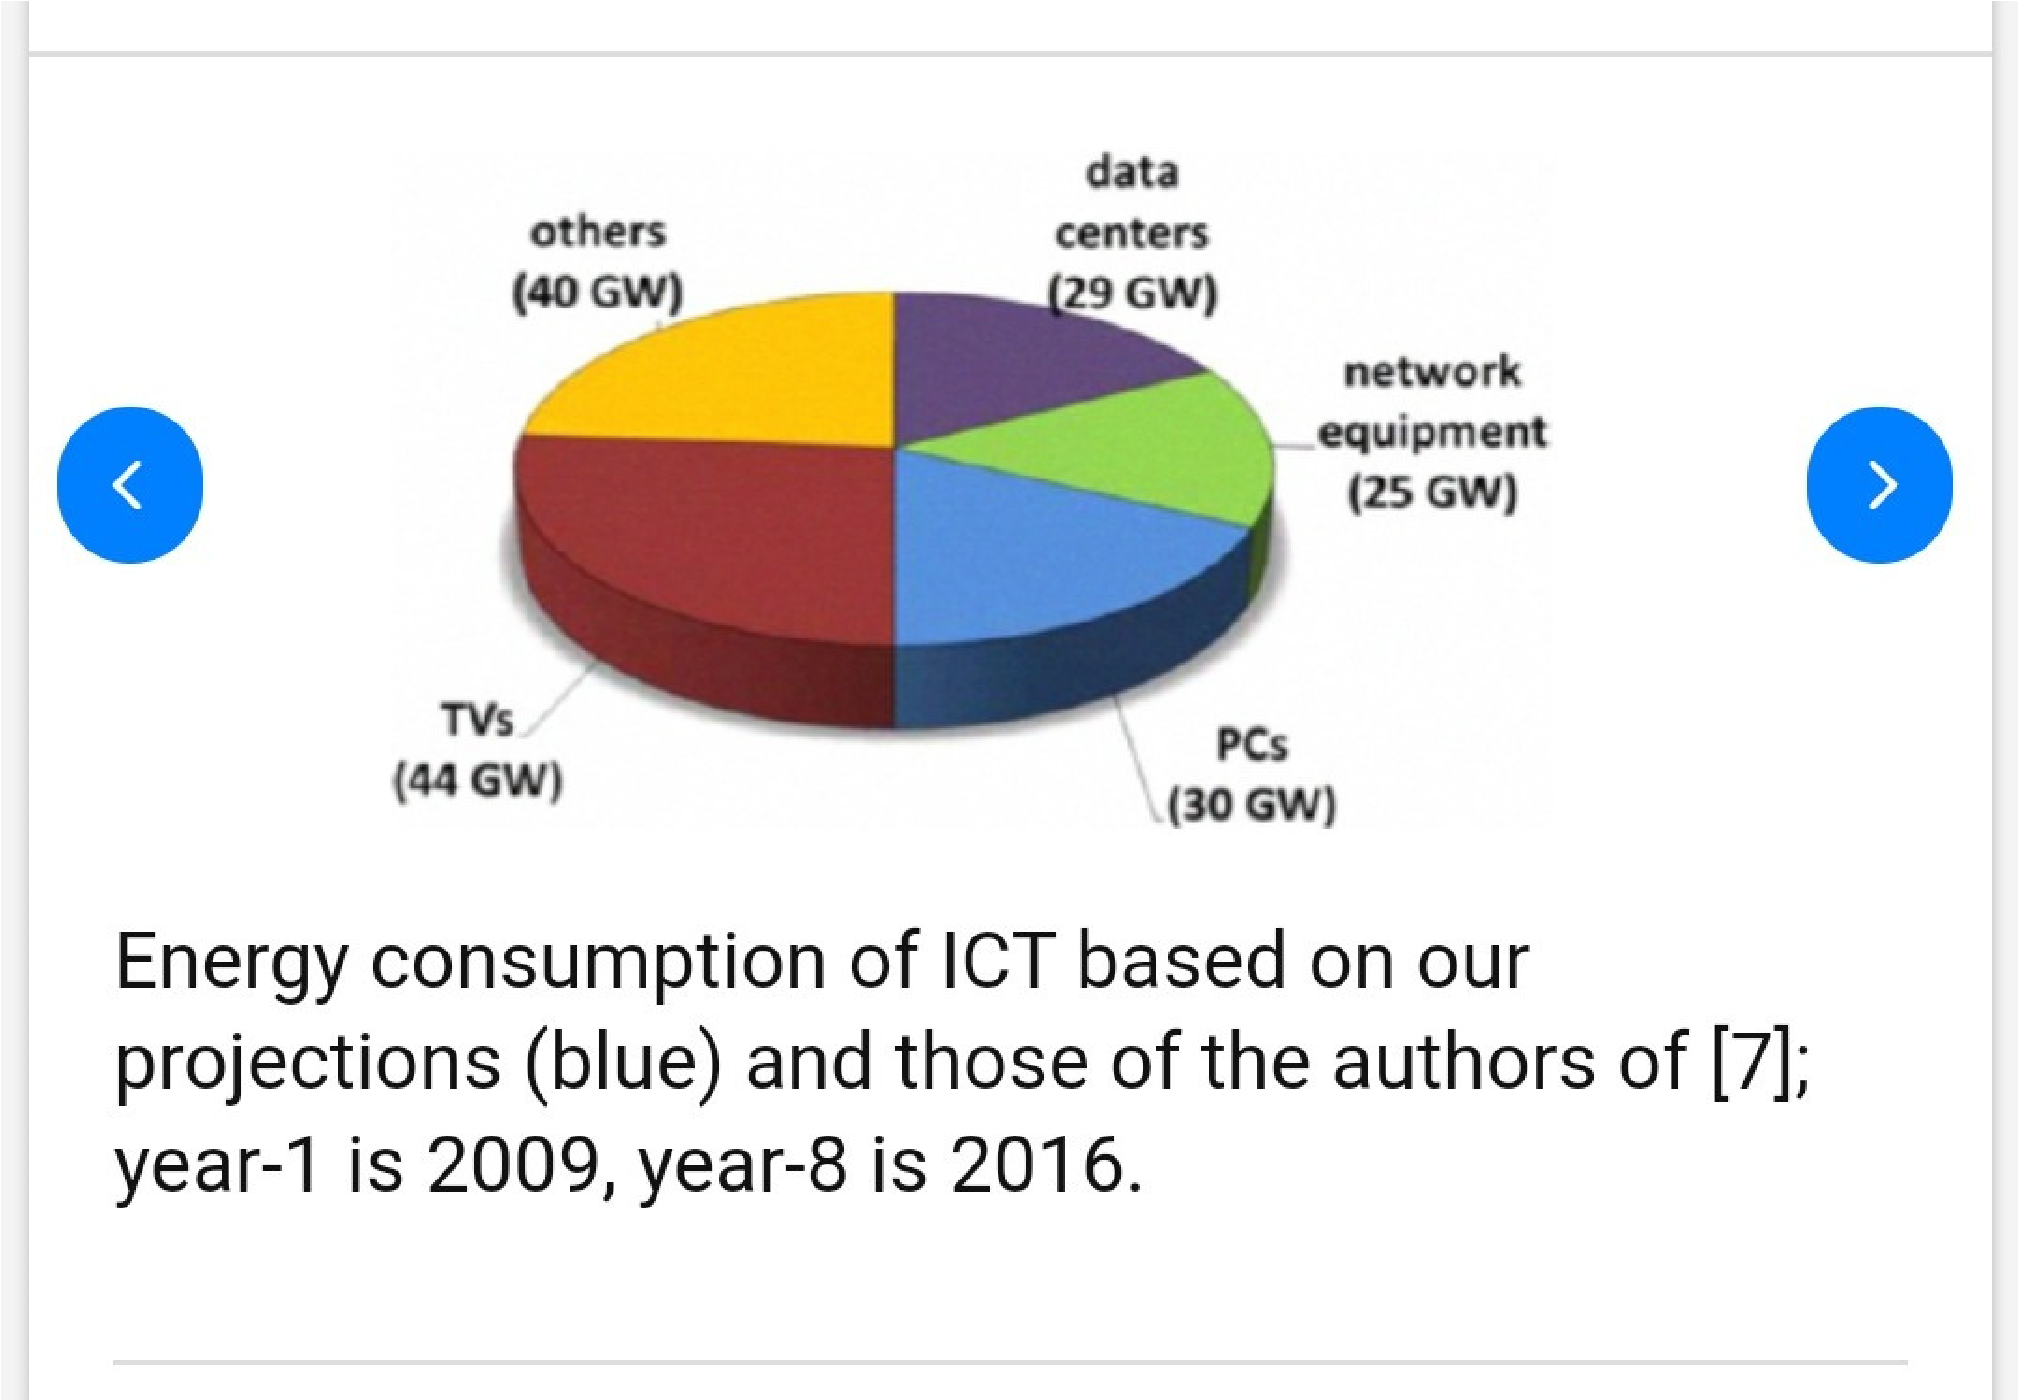 data
centers
(29 GW)
others
(40 GW)
network
equipment
(25 GW)
TVs
(44 GW)
PCs
(30 GW)
Energy consumption of ICT based on our
projections (blue) and those of the authors of [7];
year-1 is 2009, year-8 is 2016.